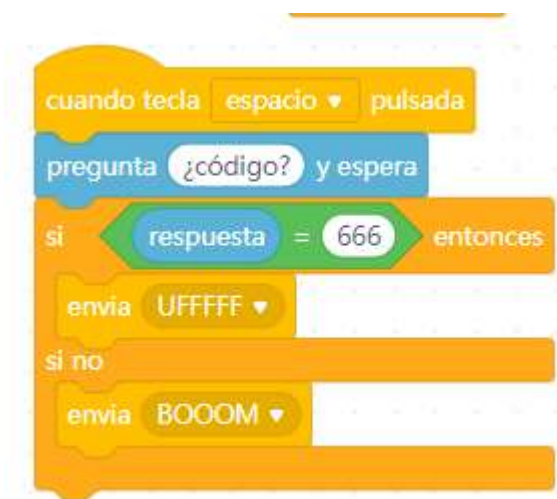 cuando tecla espacio pulsada
pregunta ¿código? y espera
si respuesta = 666 entonces
envia UFFFFF
si no
envia BOOOM